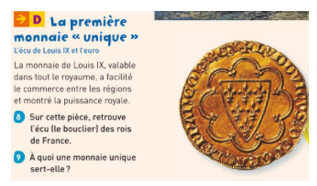 D La première
monnaie « unique »
L'écu de Louis IX et l'euro
La monnaie de Louis IX, valable
dans tout le royaume, a facilité
le commerce entre les régions
et montré la puissance royale.
8 Sur cette pièce, retrouve
l'écu (le bouclier) des rois
de France.
9 À quoi une monnaie unique
sert-elle ?